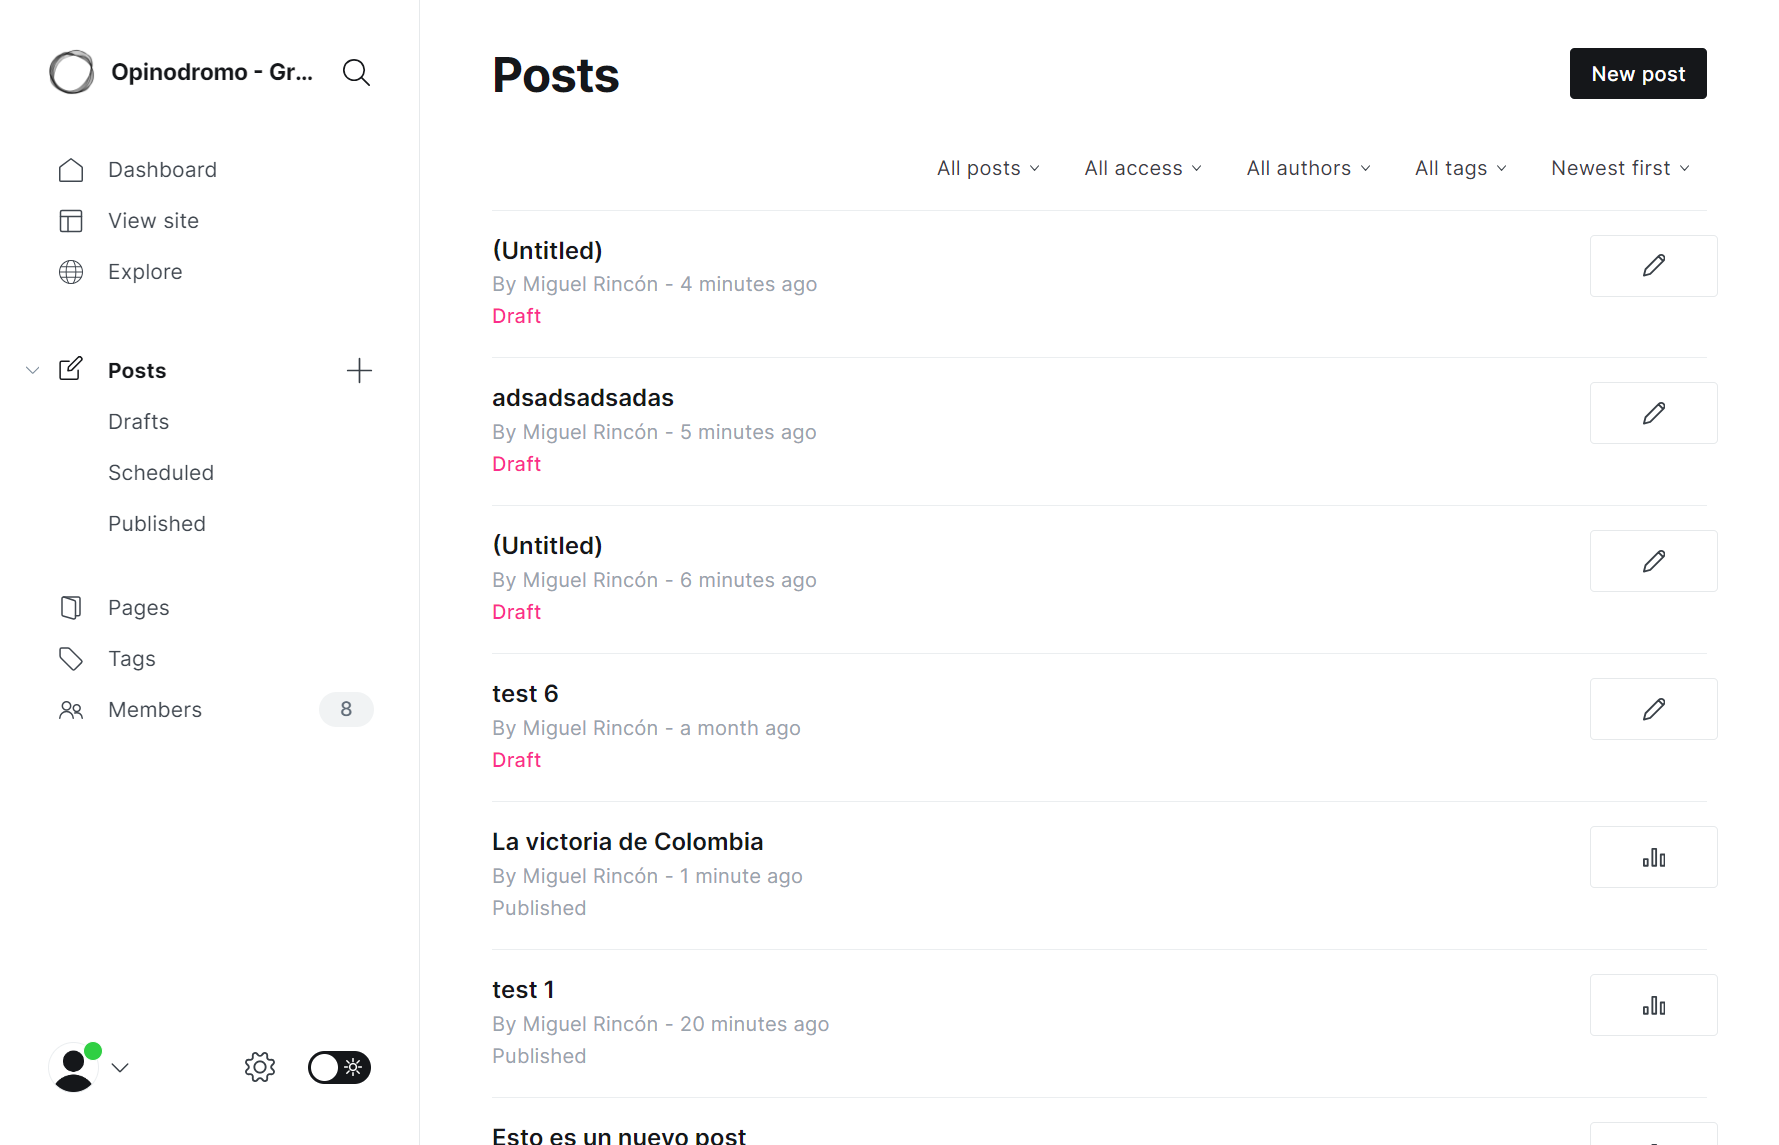 Opinodromo - Gr...
Dashboard
View site
Explore
Posts
Drafts
Scheduled
Published
Pages
Tags
Members 8
Posts
New post
All posts All access All authors All tags Newest first
(Untitled)
By Miguel Rincón - 4 minutes ago
Draft
adsadsadsadas
By Miguel Rincón - 5 minutes ago
Draft
(Untitled)
By Miguel Rincón - 6 minutes ago
Draft
test 6
By Miguel Rincón - a month ago
Draft
La victoria de Colombia
By Miguel Rincón - 1 minute ago
Published
test 1
By Miguel Rincón - 20 minutes ago
Published
Esto es un nuevo post